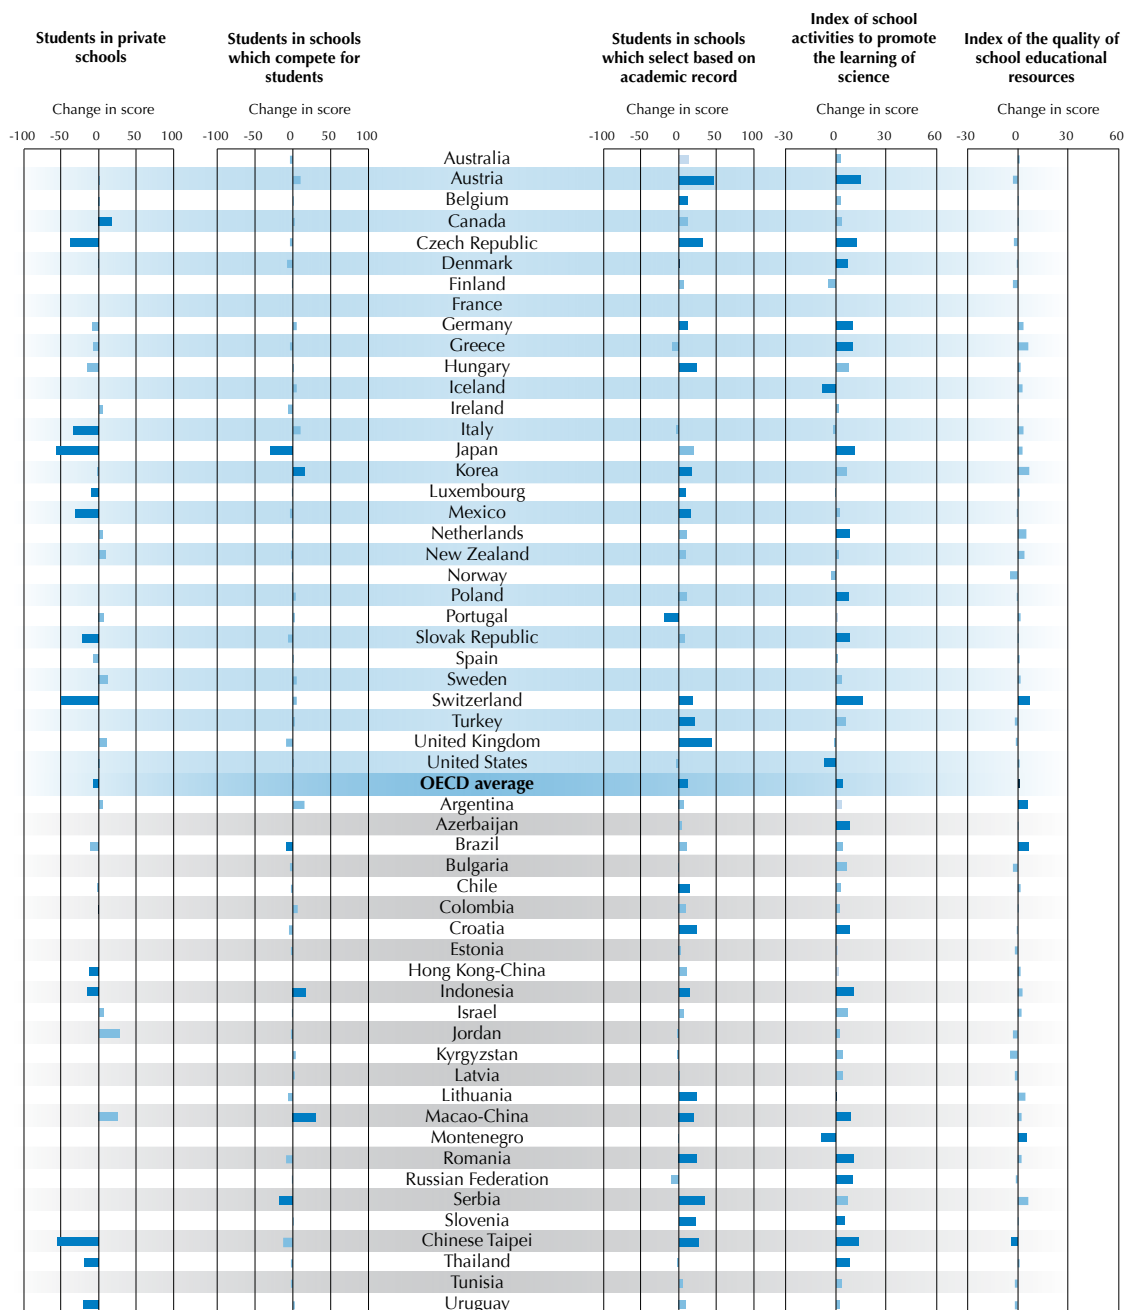 Students in private
schools
Students in schools
which compete for
students
Students in schools
which select based on
academic record
Index of school
activities to promote
the learning of
science
Index of the quality of
school educational
resources
Change in score
Change in score
Change in score
Change in score
Change in score
-100 -50 0 50 100
-100 -50 0 50 100
-100 -50 0 50 100
-30 0 30 60
-30 0 30 60
Australia
Austria
Belgium
Canada
Czech Republic
Denmark
Finland
France
Germany
Greece
Hungary
Iceland
Ireland
Italy
Japan
Korea
Luxembourg
Mexico
Netherlands
New Zealand
Norway
Poland
Portugal
Slovak Republic
Spain
Sweden
Switzerland
Turkey
United Kingdom
United States
OECD average
Argentina
Azerbaijan
Brazil
Bulgaria
Chile
Colombia
Croatia
Estonia
Hong Kong-China
Indonesia
Israel
Jordan
Kyrgyzstan
Latvia
Lithuania
Macao-China
Montenegro
Romania
Russian Federation
Serbia
Slovenia
Chinese Taipei
Thailand
Tunisia
Uruguay